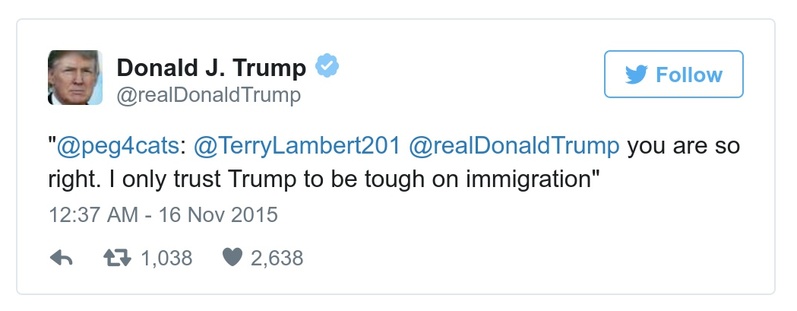 Donald J. Trump
@realDonaldTrump
Follow
"@peg4cats: @TerryLambert201 @realDonaldTrump you are so
right. I only trust Trump to be tough on immigration"
12:37 AM - 16 Nov 2015
1,038 2,638